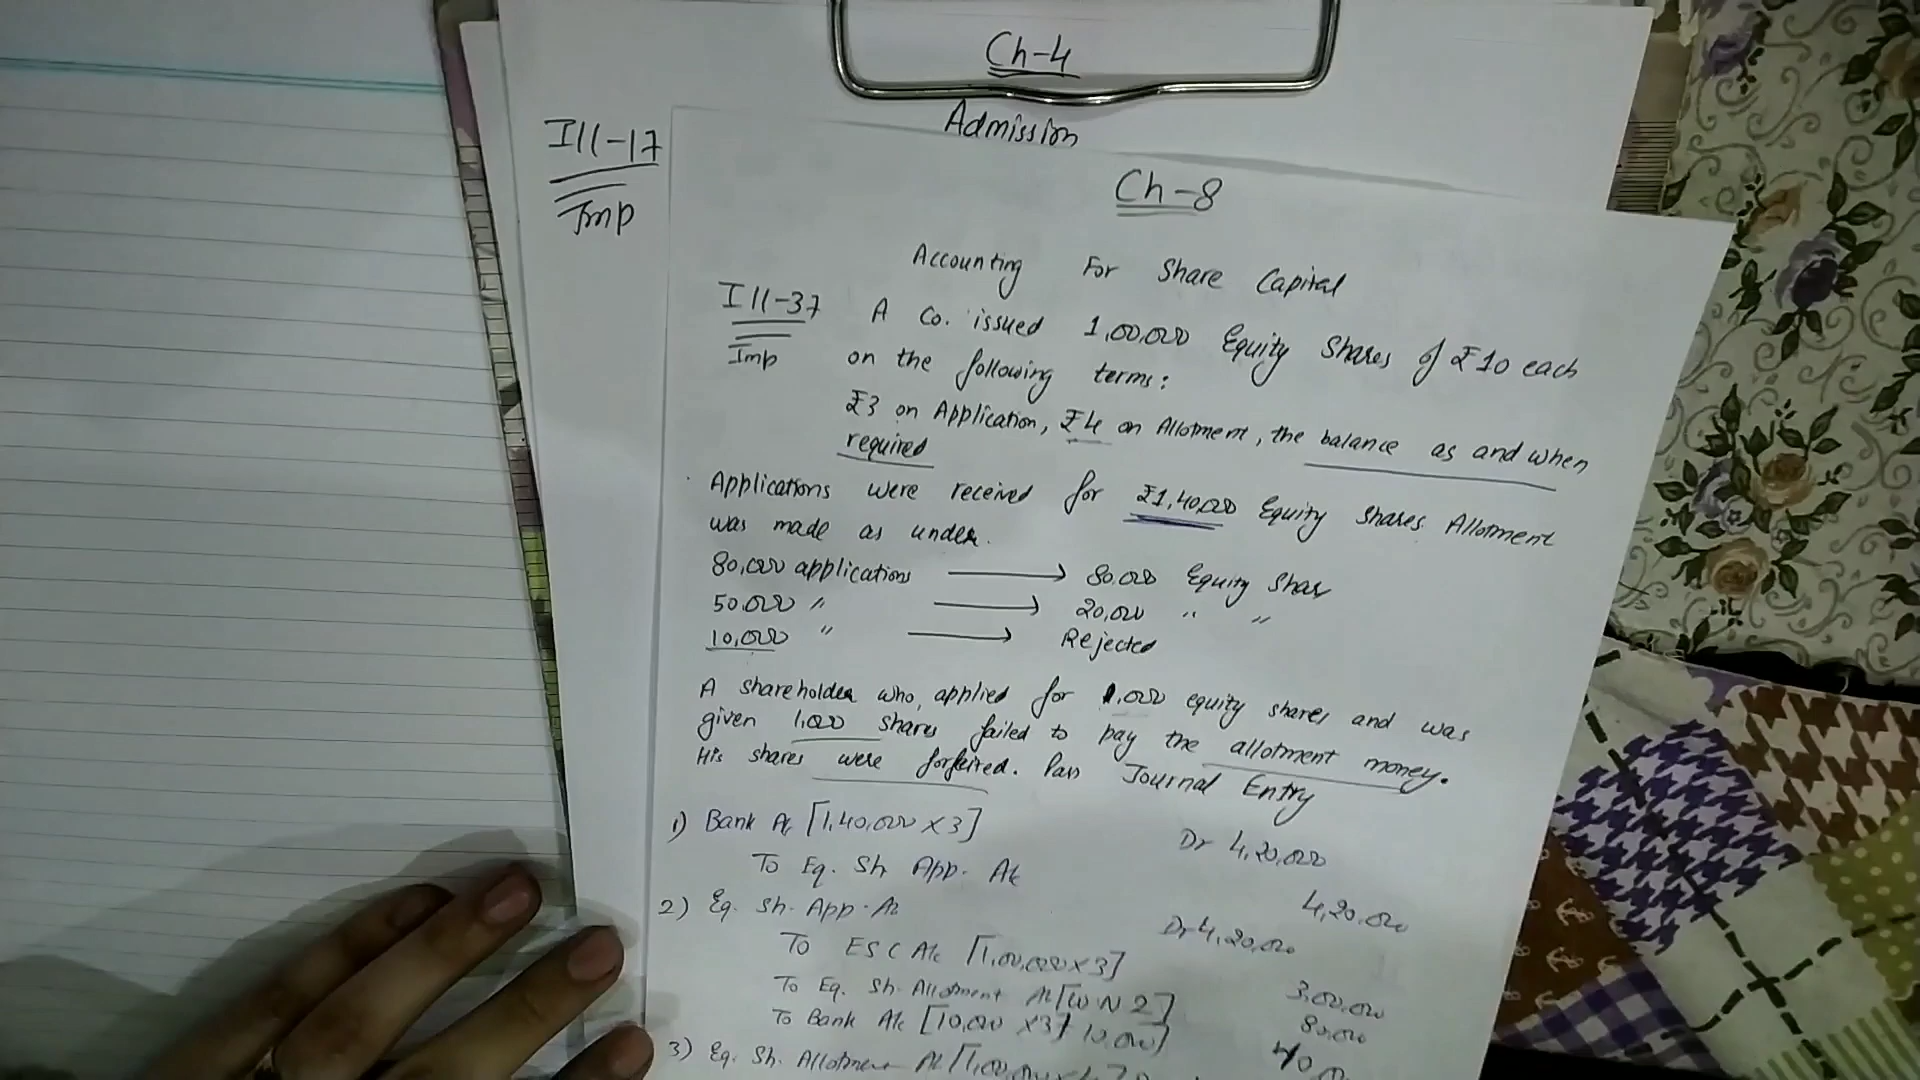 Ch-4
Admission
Ill-17
Imp
Ch-8
Accounting For Share Capital
Ill-37
Imp
A Co. issued 1,00,000 Equity Shares of ₹10 each
on the following terms:
₹3 on Application, ₹4 on Allotment, the balance as and when
required
Applications were received for ₹1,40,000 Equity Shares. Allotment
was made as under.
80,000 applications → 80,000 Equity Shar
50,000 " → 20,000 " "
10,000 " → Rejected
A shareholder who, applied for 1,000 equity shares and was
given 1,000 shares failed to pay the allotment money.
His shares were forfeited. Pass Journal Entry
1) Bank A/c [1,40,000 × 3] Dr 4,20,000
To Eq. Sh App. A/c 4,20,000
2) Eq. Sh. App. A/c Dr 4,20,000
To ESC A/c [1,00,000 × 3] 3,00,000
To Eq. Sh. Allotment A/c [WN 2] 80,000
To Bank A/c [10,000 × 3 + 10,000]
3) Eq. Sh. Allotment A/c